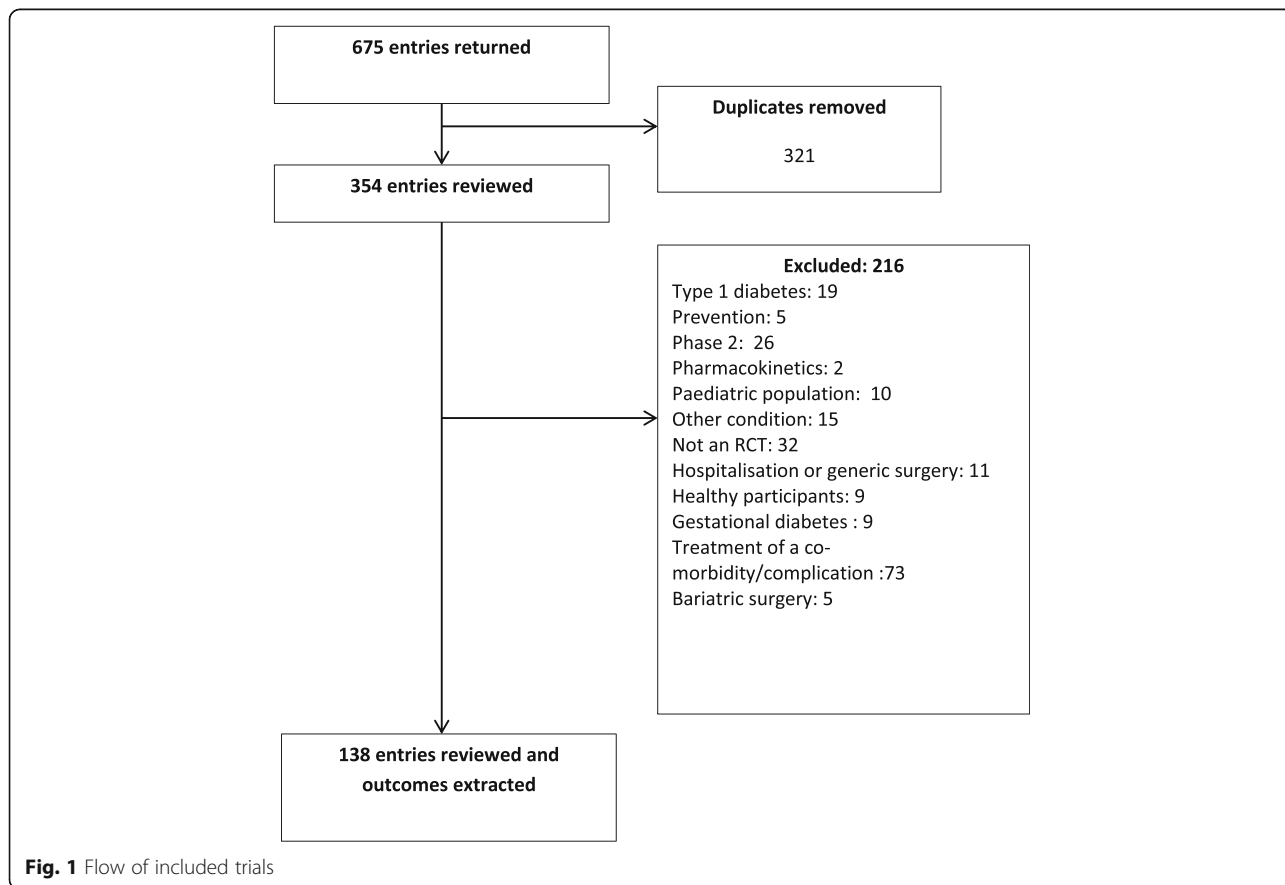 675 entries returned
Duplicates removed
321
354 entries reviewed
Excluded: 216
Type 1 diabetes: 19
Prevention: 5
Phase 2:  26
Pharmacokinetics: 2
Paediatric population:  10
Other condition: 15
Not an RCT: 32
Hospitalisation or generic surgery: 11
Healthy participants: 9
Gestational diabetes : 9
Treatment of a co-
morbidity/complication :73
Bariatric surgery: 5
138 entries reviewed and
outcomes extracted
Fig. 1 Flow of included trials